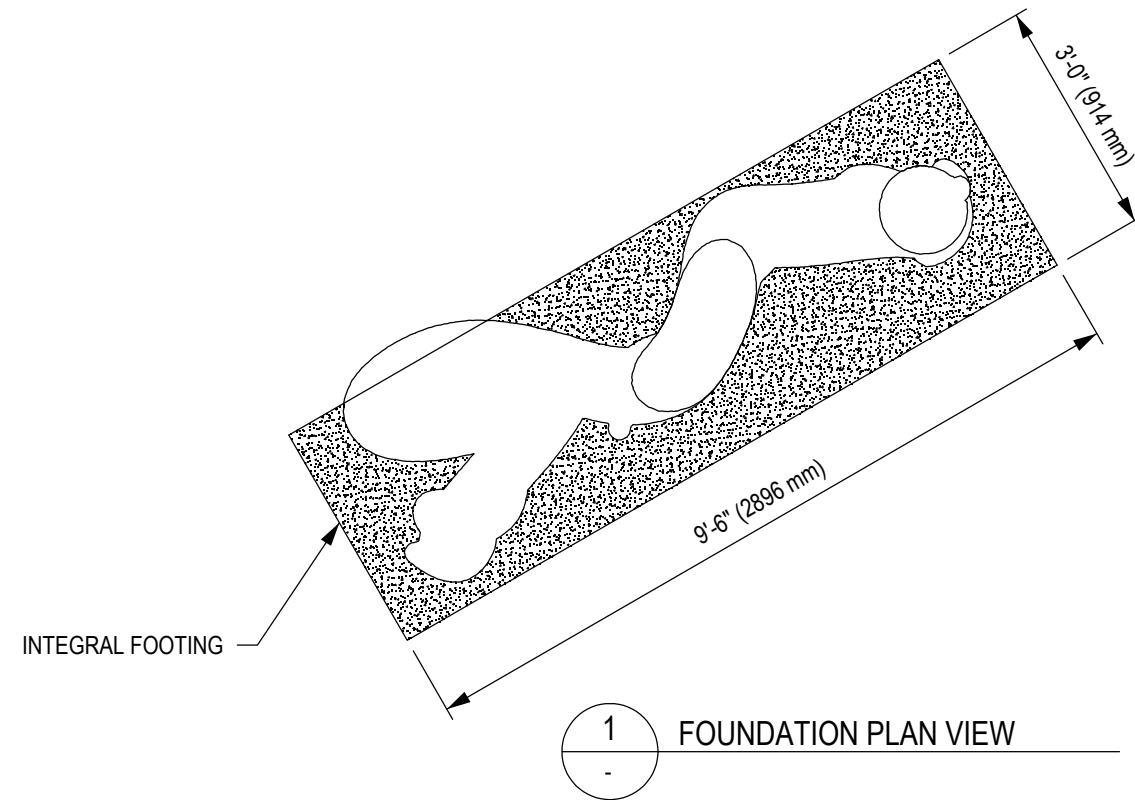 3'-0" (914 mm)
9'-6" (2896 mm)
INTEGRAL FOOTING
1
-
FOUNDATION PLAN VIEW